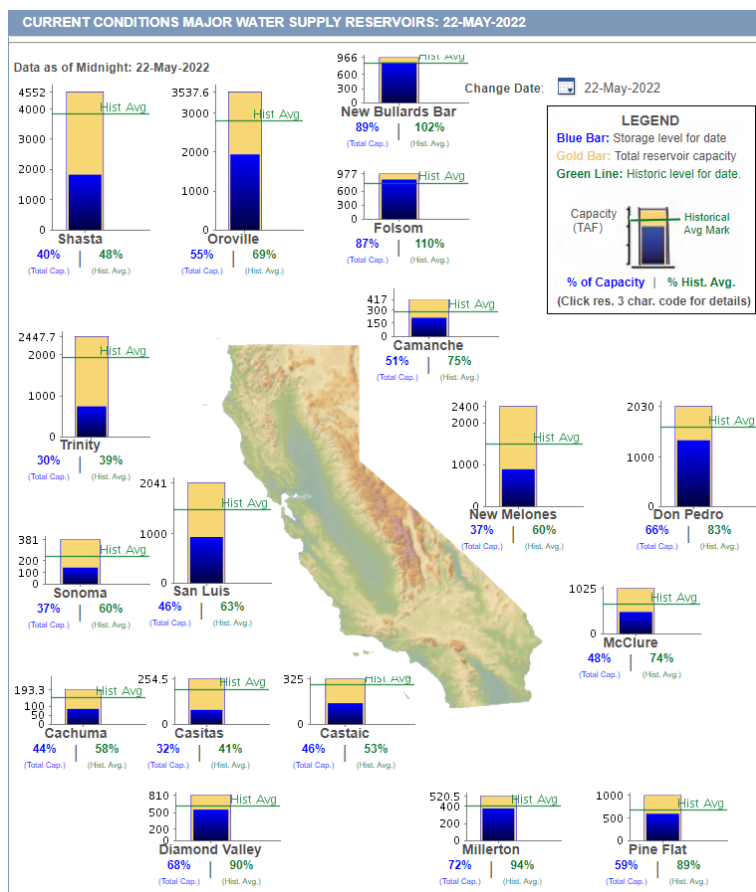 CURRENT CONDITIONS MAJOR WATER SUPPLY RESERVOIRS: 22-MAY-2022
Data as of Midnight: 22-May-2022
Change Date: 22-May-2022
4552
4000
3000
2000
1000
0
Hist Avg
Shasta
40% | 48%
(Total Cap.) (Hist. Avg.)
3537.6
3000
2000
1000
0
Hist Avg
Oroville
55% | 69%
(Total Cap.) (Hist. Avg.)
966
600
300
0
Hist Avg
New Bullards Bar
89% | 102%
(Total Cap.) (Hist. Avg.)
977
600
300
0
Hist Avg
Folsom
87% | 110%
(Total Cap.) (Hist. Avg.)
LEGEND
Blue Bar: Storage level for date
Gold Bar: Total reservoir capacity
Green Line: Historic level for date.
Capacity
(TAF)
Historical
Avg Mark
% of Capacity | % Hist. Avg.
(Click res. 3 char. code for details)
417
300
150
0
Hist Avg
Camanche
51% | 75%
(Total Cap.) (Hist. Avg.)
2447.7
2000
1000
0
Hist Avg
Trinity
30% | 39%
(Total Cap.) (Hist. Avg.)
2400
2000
1000
0
Hist Avg
New Melones
37% | 60%
(Total Cap.) (Hist. Avg.)
2030
1000
0
Hist Avg
Don Pedro
66% | 83%
(Total Cap.) (Hist. Avg.)
381
200
100
0
Hist Avg
Sonoma
37% | 60%
(Total Cap.) (Hist. Avg.)
2041
1000
0
Hist Avg
San Luis
46% | 63%
(Total Cap.) (Hist. Avg.)
1025
0
Hist Avg
McClure
48% | 74%
(Total Cap.) (Hist. Avg.)
193.3
100
50
0
Hist Avg
Cachuma
44% | 58%
(Total Cap.) (Hist. Avg.)
254.5
100
0
Hist Avg
Casitas
32% | 41%
(Total Cap.) (Hist. Avg.)
325
100
0
Hist Avg
Castaic
46% | 53%
(Total Cap.) (Hist. Avg.)
810
500
200
0
Hist Avg
Diamond Valley
68% | 90%
(Total Cap.) (Hist. Avg.)
520.5
400
200
0
Hist Avg
Millerton
72% | 94%
(Total Cap.) (Hist. Avg.)
1000
500
0
Hist Avg
Pine Flat
59% | 89%
(Total Cap.) (Hist. Avg.)